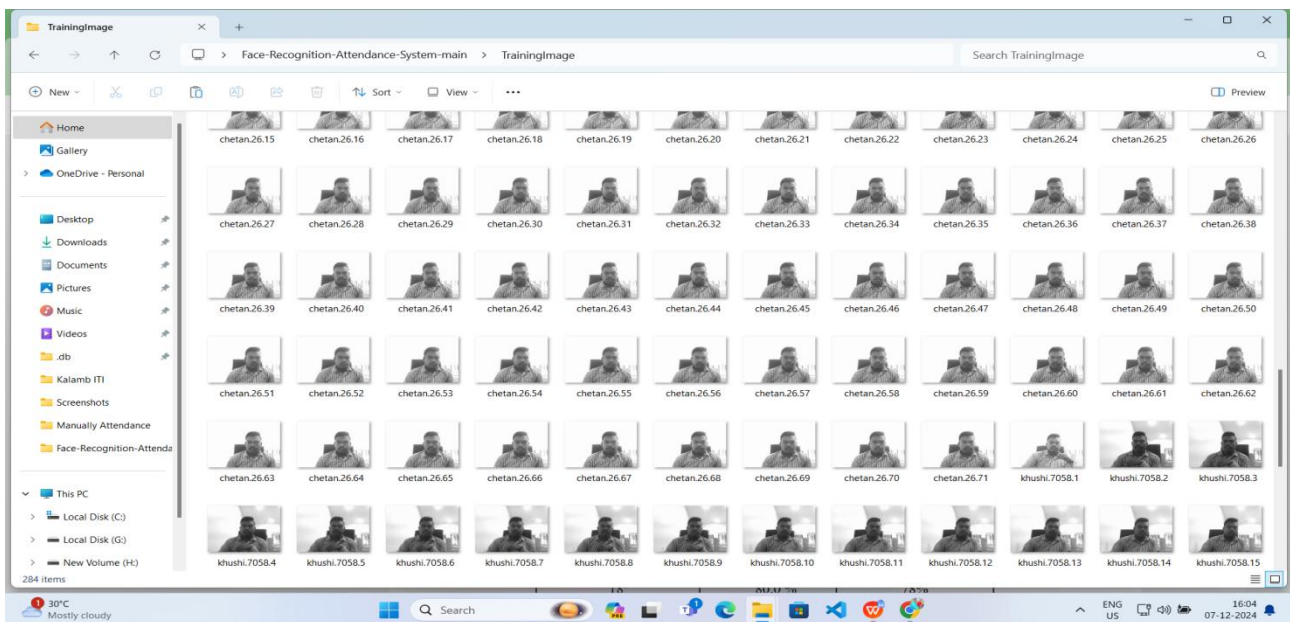 TrainingImage
Face-Recognition-Attendance-System-main > TrainingImage
Search TrainingImage
New Sort View ... Preview
Home
Gallery
OneDrive - Personal
Desktop
Downloads
Documents
Pictures
Music
Videos
.db
Kalamb ITI
Screenshots
Manually Attendance
Face-Recognition-Attenda
This PC
Local Disk (C:)
Local Disk (G:)
New Volume (H:)
chetan.26.15 chetan.26.16 chetan.26.17 chetan.26.18 chetan.26.19 chetan.26.20 chetan.26.21 chetan.26.22 chetan.26.23 chetan.26.24 chetan.26.25 chetan.26.26
chetan.26.27 chetan.26.28 chetan.26.29 chetan.26.30 chetan.26.31 chetan.26.32 chetan.26.33 chetan.26.34 chetan.26.35 chetan.26.36 chetan.26.37 chetan.26.38
chetan.26.39 chetan.26.40 chetan.26.41 chetan.26.42 chetan.26.43 chetan.26.44 chetan.26.45 chetan.26.46 chetan.26.47 chetan.26.48 chetan.26.49 chetan.26.50
chetan.26.51 chetan.26.52 chetan.26.53 chetan.26.54 chetan.26.55 chetan.26.56 chetan.26.57 chetan.26.58 chetan.26.59 chetan.26.60 chetan.26.61 chetan.26.62
chetan.26.63 chetan.26.64 chetan.26.65 chetan.26.66 chetan.26.67 chetan.26.68 chetan.26.69 chetan.26.70 chetan.26.71 khushi.7058.1 khushi.7058.2 khushi.7058.3
khushi.7058.4 khushi.7058.5 khushi.7058.6 khushi.7058.7 khushi.7058.8 khushi.7058.9 khushi.7058.10 khushi.7058.11 khushi.7058.12 khushi.7058.13 khushi.7058.14 khushi.7058.15
284 items
1 30°C
Mostly cloudy
Search
ENG
US
16:04
07-12-2024